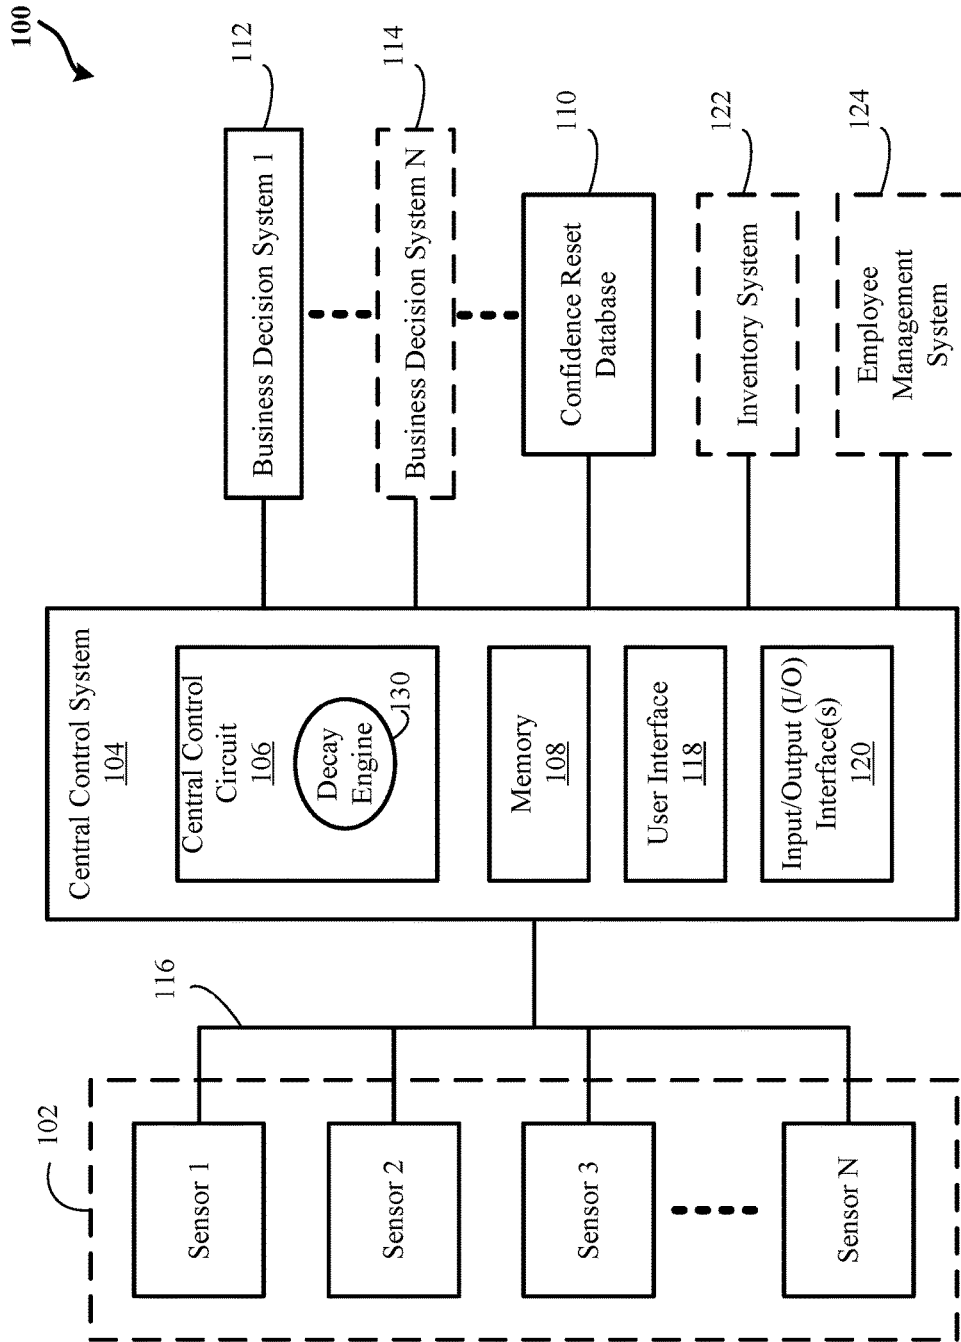 100
102
Sensor 1
Sensor 2
Sensor 3
Sensor N
116
Central Control System
104
Central Control
Circuit
106
Decay
Engine
130
Memory
108
User Interface
118
Input/Output (I/O)
Interface(s)
120
Business Decision System 1
112
Business Decision System N
114
Confidence Reset
Database
110
Inventory System
122
Employee
Management
System
124